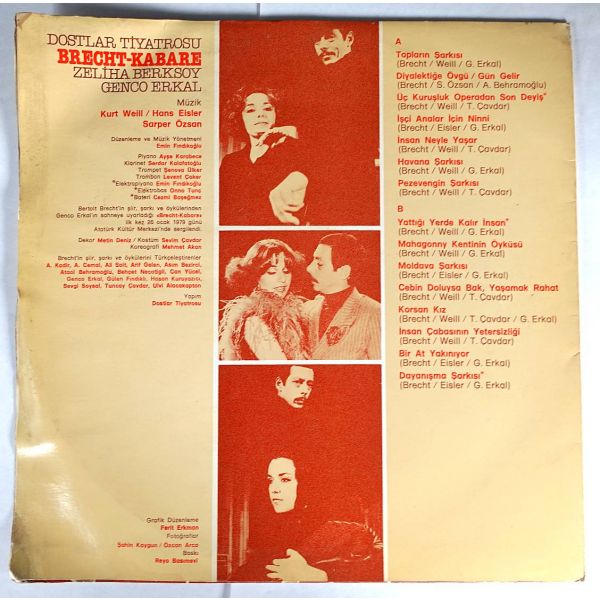 DOSTLAR TİYATROSU
BRECHT-KABARE
ZELİHA BERKSOY
GENCO ERKAL
Müzik
Kurt Weill / Hans Eisler
Sarper Özsan
Düzenleme ve Müzik Yönetmeni
Emin Fındıkoğlu
Piyano Ayşe Karabece
Klarinet Serdar Kalafatoğlu
Trompet Şenova Ülker
Trombon Levent Çoker
*Elektropiyano Emin Fındıkoğlu
*Elektrobas Onno Tunç
*Bateri Cezmi Başeğmez
Bertolt Brecht'in şiir, şarkı ve öykülerinden
Genco Erkal'ın sahneye uyarladığı «Brecht-Kabare»
ilk kez 26 ocak 1979 günü
Atatürk Kültür Merkezi'nde sergilendi.
Dekor Metin Deniz / Kostüm Sevim Çavdar
Koreografi Mehmet Akan
Brecht'in şiir, şarkı ve öykülerini Türkçeleştirenler
A. Kadir, A. Cemal, Ali Sait, Arif Gelen, Asım Bezirci,
Ataol Behramoğlu, Behçet Necatigil, Can Yücel,
Genco Erkal, Gülen Fındıklı, Hasan Kuruyazıcı,
Sevgi Soysal, Tuncay Çavdar, Ulvi Alacakaptan
Yapım
Dostlar Tiyatrosu
Grafik Düzenleme
Ferit Erkman
Fotoğraflar
Şahin Kaygun / Özcan Arca
Baskı
Reyo Basımevi
A
Topların Şarkısı
(Brecht / Weill / G. Erkal)
Diyalektiğe Övgü / Gün Gelir
(Brecht / S. Özsan / A. Behramoğlu)
Üç Kuruşluk Operadan Son Deyiş*
(Brecht / Weill / T. Çavdar)
İşçi Analar İçin Ninni
(Brecht / Eisler / G. Erkal)
İnsan Neyle Yaşar
(Brecht / Weill / T. Çavdar)
Havana Şarkısı
(Brecht / Weill / G. Erkal)
Pezevengin Şarkısı
(Brecht / Weill / T. Çavdar)
B
Yattığı Yerde Kalır İnsan*
(Brecht / Weill / G. Erkal)
Mahagonny Kentinin Öyküsü
(Brecht / Weill / G. Erkal)
Moldava Şarkısı
(Brecht / Eisler / G. Erkal)
Cebin Doluysa Bak, Yaşamak Rahat
(Brecht / Weill / T. Çavdar)
Korsan Kız
(Brecht / Weill / T. Çavdar / G. Erkal)
İnsan Çabasının Yetersizliği
(Brecht / Weill / T. Çavdar)
Bir At Yakınıyor
(Brecht / Eisler / G. Erkal)
Dayanışma Şarkısı*
(Brecht / Eisler / G. Erkal)